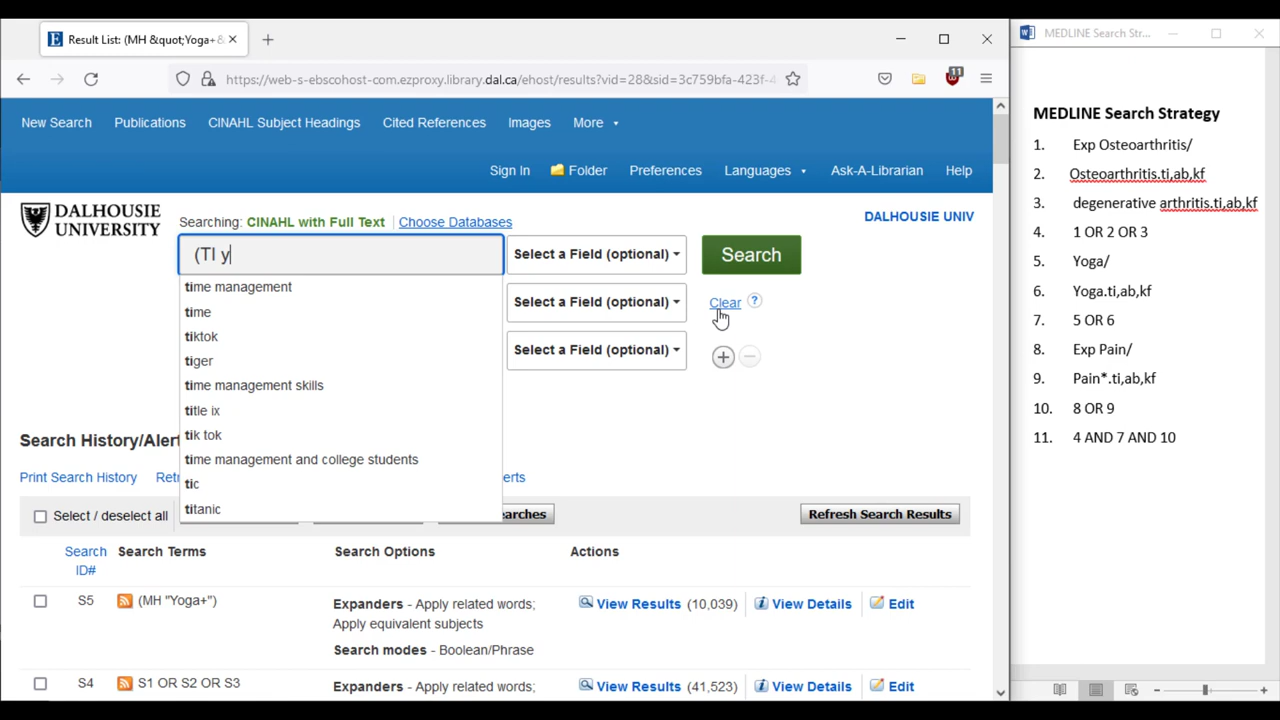 Result List: (MH &quot;Yoga+ &
MEDLINE Search Str...
https://web-s-ebscohost-com.ezproxy.library.dal.ca/ehost/results?vid=28&sid=3c759bfa-423f-4
11
New Search Publications CINAHL Subject Headings Cited References Images More
Sign In Folder Preferences Languages Ask-A-Librarian Help
DALHOUSIE
UNIVERSITY
Searching: CINAHL with Full Text Choose Databases
DALHOUSIE UNIV
(TI y Select a Field (optional) Search
Select a Field (optional) Clear ?
Select a Field (optional)
time management
time
tiktok
tiger
time management skills
title ix
tik tok
time management and college students
tic
titanic
Search History/Alert
Print Search History Retr erts
Select / deselect all earches Refresh Search Results
Search ID# Search Terms Search Options Actions
S5 (MH "Yoga+") Expanders - Apply related words; View Results (10,039) View Details Edit
Apply equivalent subjects
Search modes - Boolean/Phrase
S4 S1 OR S2 OR S3 Expanders - Apply related words; View Results (41,523) View Details Edit
MEDLINE Search Strategy
1. Exp Osteoarthritis/
2. Osteoarthritis.ti,ab,kf
3. degenerative arthritis.ti,ab,kf
4. 1 OR 2 OR 3
5. Yoga/
6. Yoga.ti,ab,kf
7. 5 OR 6
8. Exp Pain/
9. Pain*.ti,ab,kf
10. 8 OR 9
11. 4 AND 7 AND 10